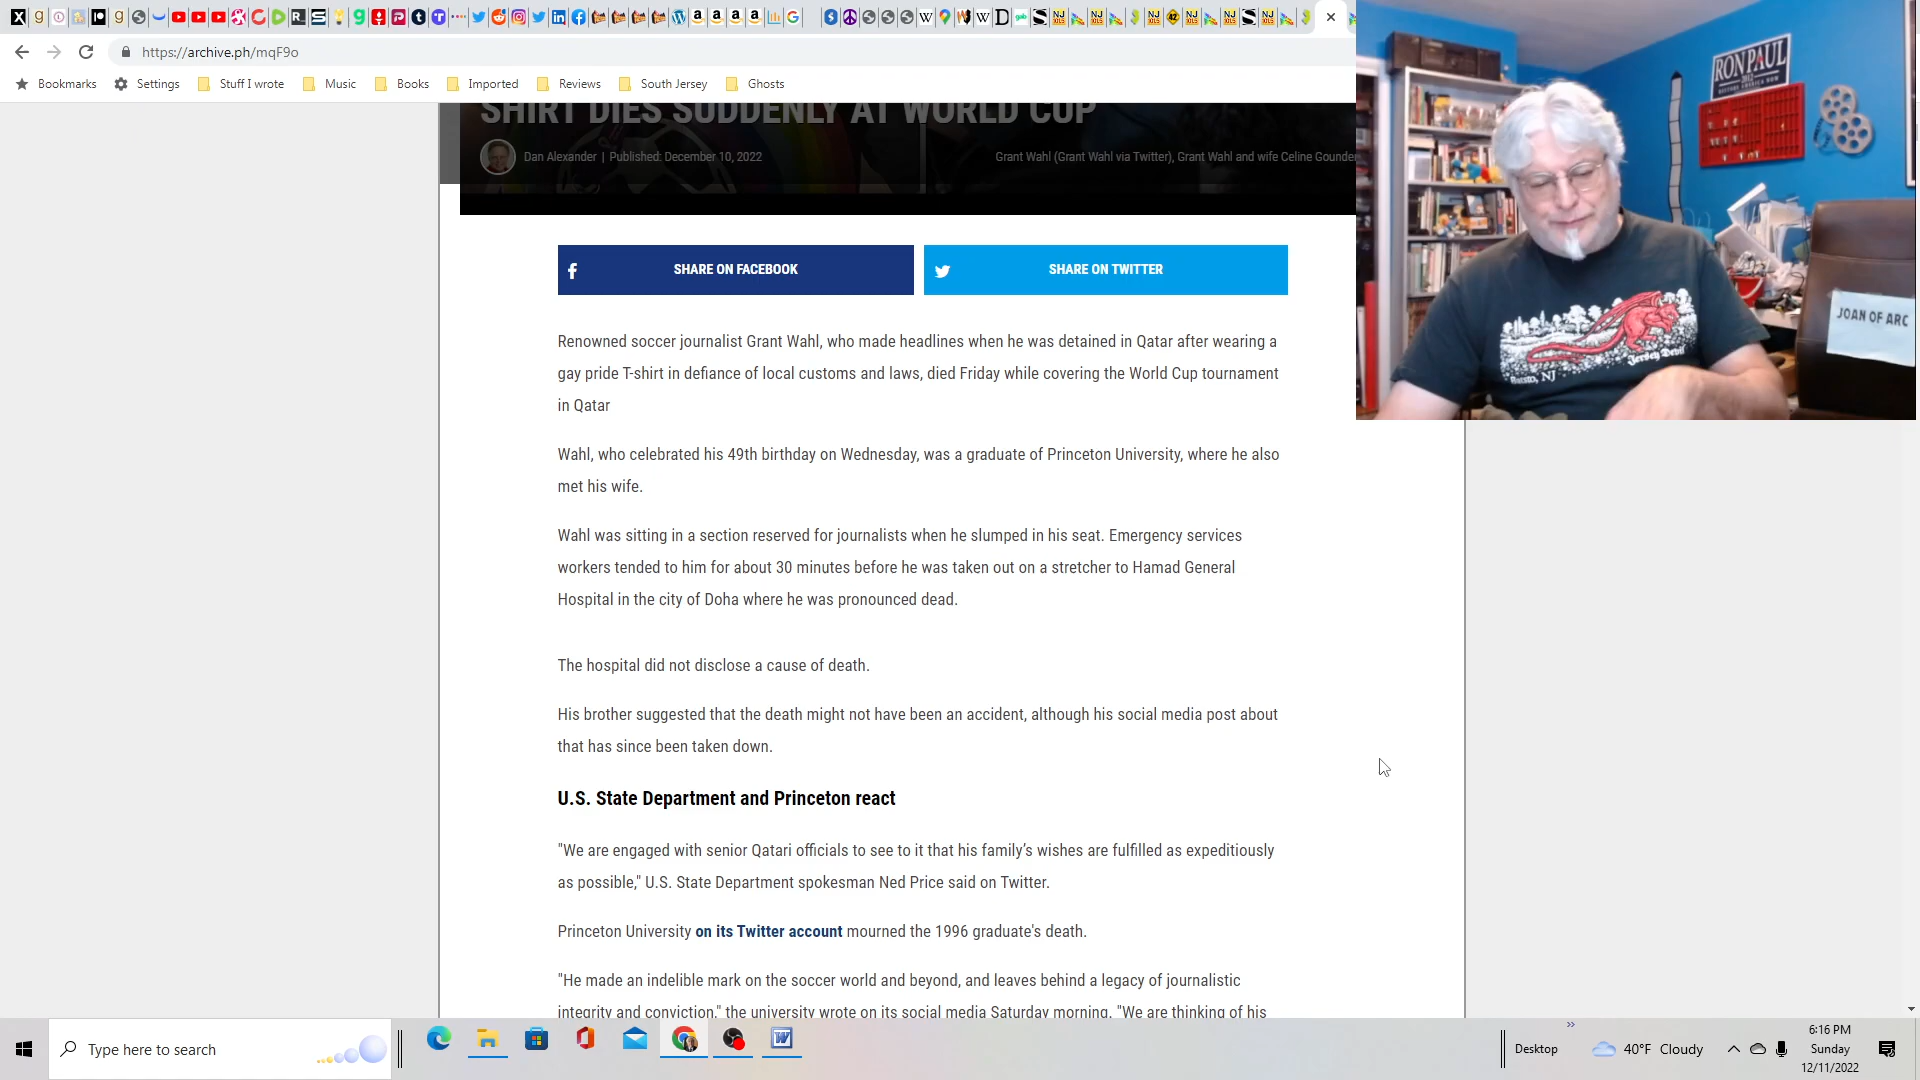 https://archive.ph/mqF9o
Bookmarks Settings Stuff I wrote Music Books Imported Reviews South Jersey Ghosts
SHIRT DIES SUDDENLY AT WORLD CUP
Dan Alexander | Published: December 10, 2022
Grant Wahl (Grant Wahl via Twitter), Grant Wahl and wife Celine Gounder
SHARE ON FACEBOOK
SHARE ON TWITTER
Renowned soccer journalist Grant Wahl, who made headlines when he was detained in Qatar after wearing a
gay pride T-shirt in defiance of local customs and laws, died Friday while covering the World Cup tournament
in Qatar
Wahl, who celebrated his 49th birthday on Wednesday, was a graduate of Princeton University, where he also
met his wife.
Wahl was sitting in a section reserved for journalists when he slumped in his seat. Emergency services
workers tended to him for about 30 minutes before he was taken out on a stretcher to Hamad General
Hospital in the city of Doha where he was pronounced dead.
The hospital did not disclose a cause of death.
His brother suggested that the death might not have been an accident, although his social media post about
that has since been taken down.
U.S. State Department and Princeton react
"We are engaged with senior Qatari officials to see to it that his family's wishes are fulfilled as expeditiously
as possible," U.S. State Department spokesman Ned Price said on Twitter.
Princeton University on its Twitter account mourned the 1996 graduate's death.
"He made an indelible mark on the soccer world and beyond, and leaves behind a legacy of journalistic
integrity and conviction," the university wrote on its social media Saturday morning. "We are thinking of his
RON PAUL
JOAN OF ARC
Jersey Devil
Batsto, NJ
Type here to search
Desktop
40°F Cloudy
6:16 PM
Sunday
12/11/2022